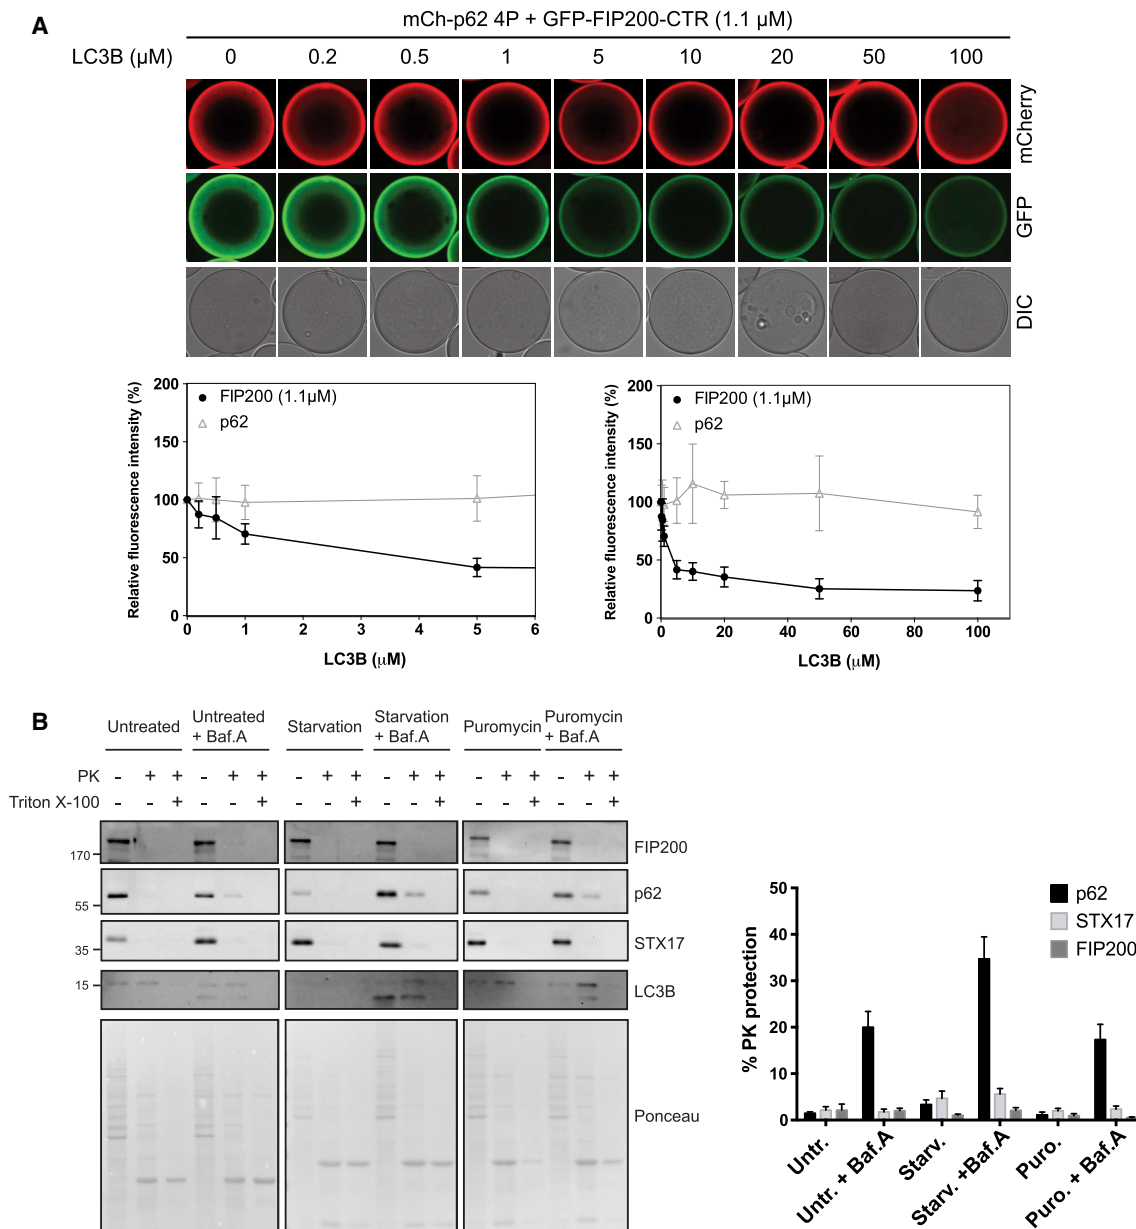 A
mCh-p62 4P + GFP-FIP200-CTR (1.1 µM)
LC3B (µM) 0 0.2 0.5 1 5 10 20 50 100
mCherry
GFP
DIC
Relative fluorescence intensity (%)
200
150
100
50
0
FIP200 (1.1µM)
p62
0 1 2 3 4 5 6
LC3B (µM)
Relative fluorescence intensity (%)
200
150
100
50
0
FIP200 (1.1µM)
p62
0 20 40 60 80 100
LC3B (µM)
B
Untreated
Untreated
+ Baf.A
Starvation
Starvation
+ Baf.A
Puromycin
Puromycin
+ Baf.A
PK - + + - + + - + + - + + - + + - + +
Triton X-100 - - + - - + - - + - - + - - + - - +
170
FIP200
55
p62
35
STX17
15
LC3B
Ponceau
% PK protection
50
40
30
20
10
0
p62
STX17
FIP200
Untr.
Untr. + Baf.A
Starv.
Starv. +Baf.A
Puro.
Puro. + Baf.A